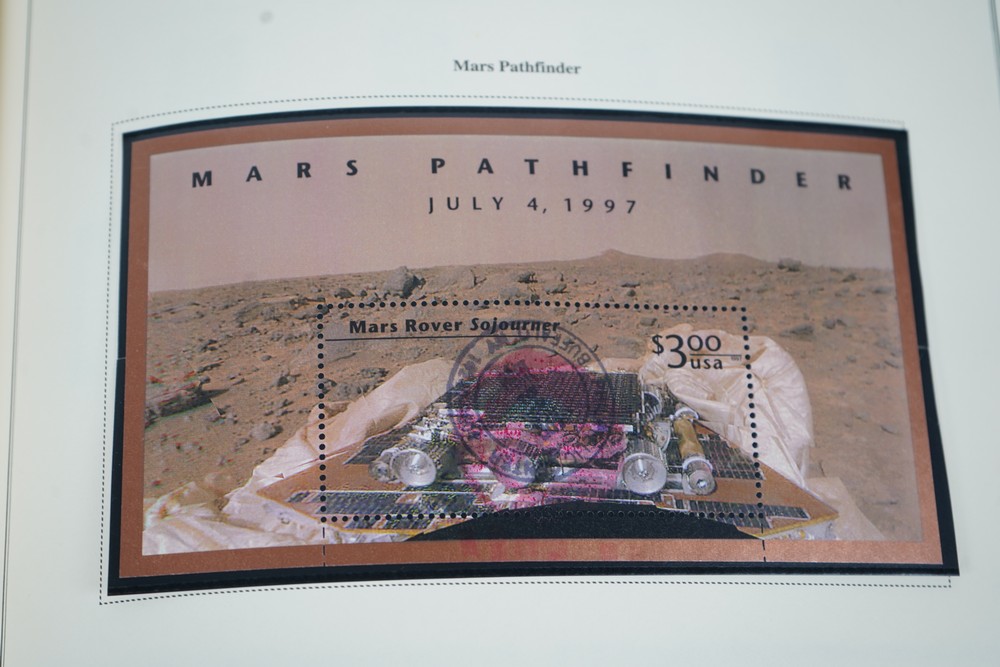 Mars Pathfinder
MARS PATHFINDER
JULY 4, 1997
Mars Rover Sojourner
$3.00
usa